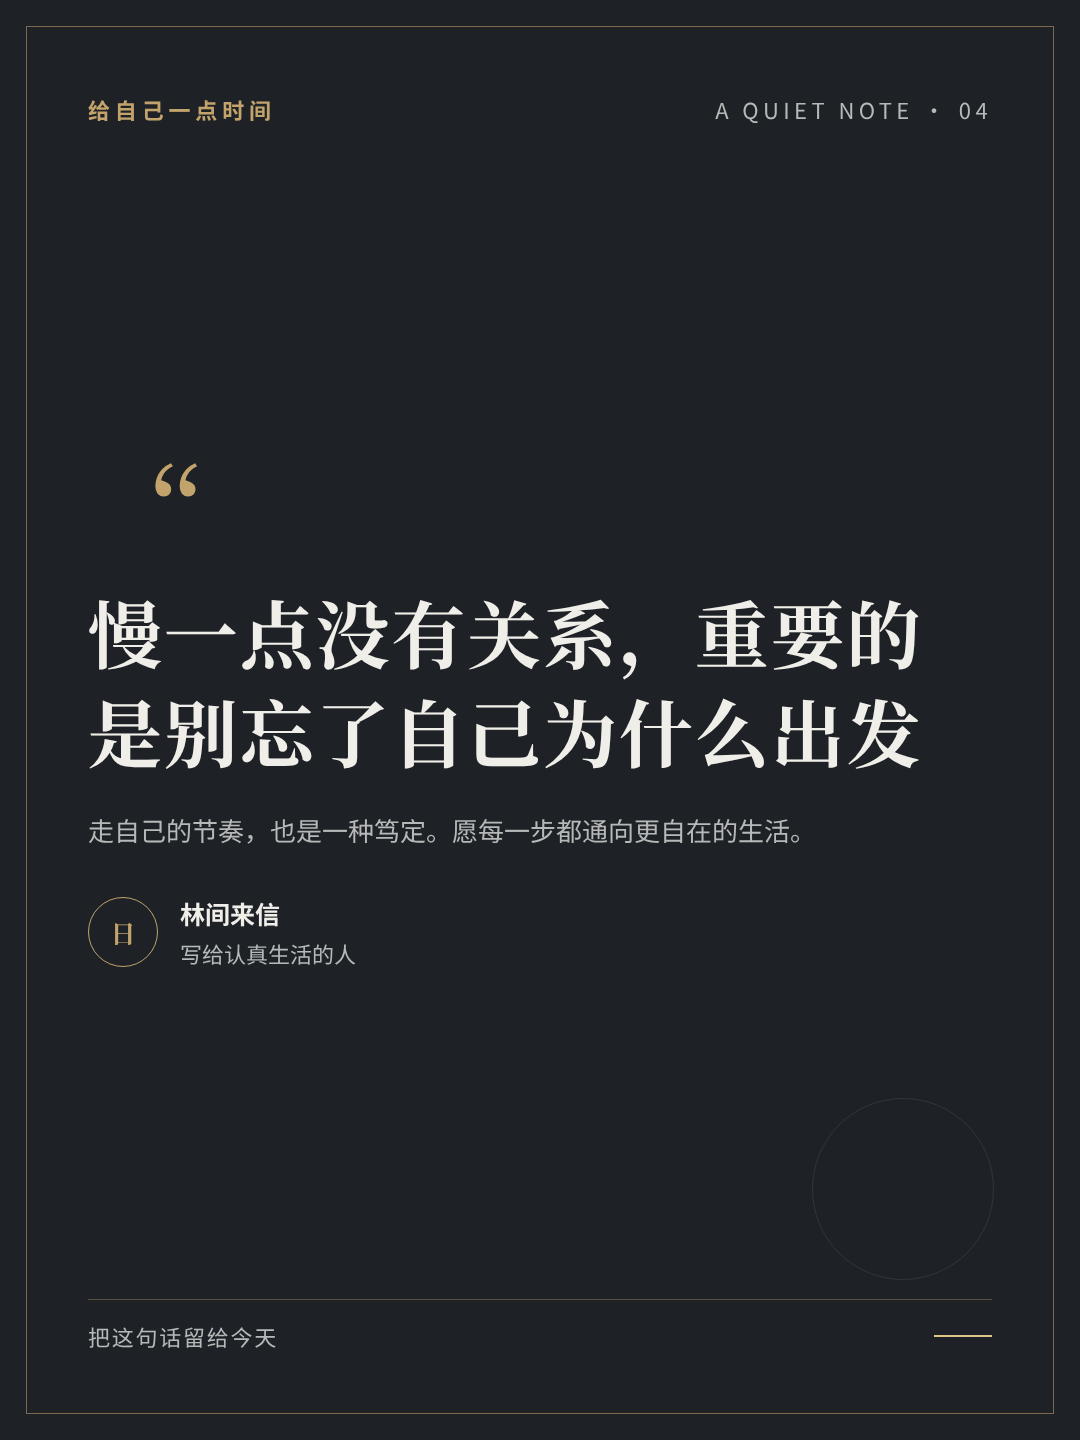 给自己一点时间
A QUIET NOTE · 04
“
慢一点没有关系，重要的
是别忘了自己为什么出发
走自己的节奏，也是一种笃定。愿每一步都通向更自在的生活。
日
林间来信
写给认真生活的人
把这句话留给今天